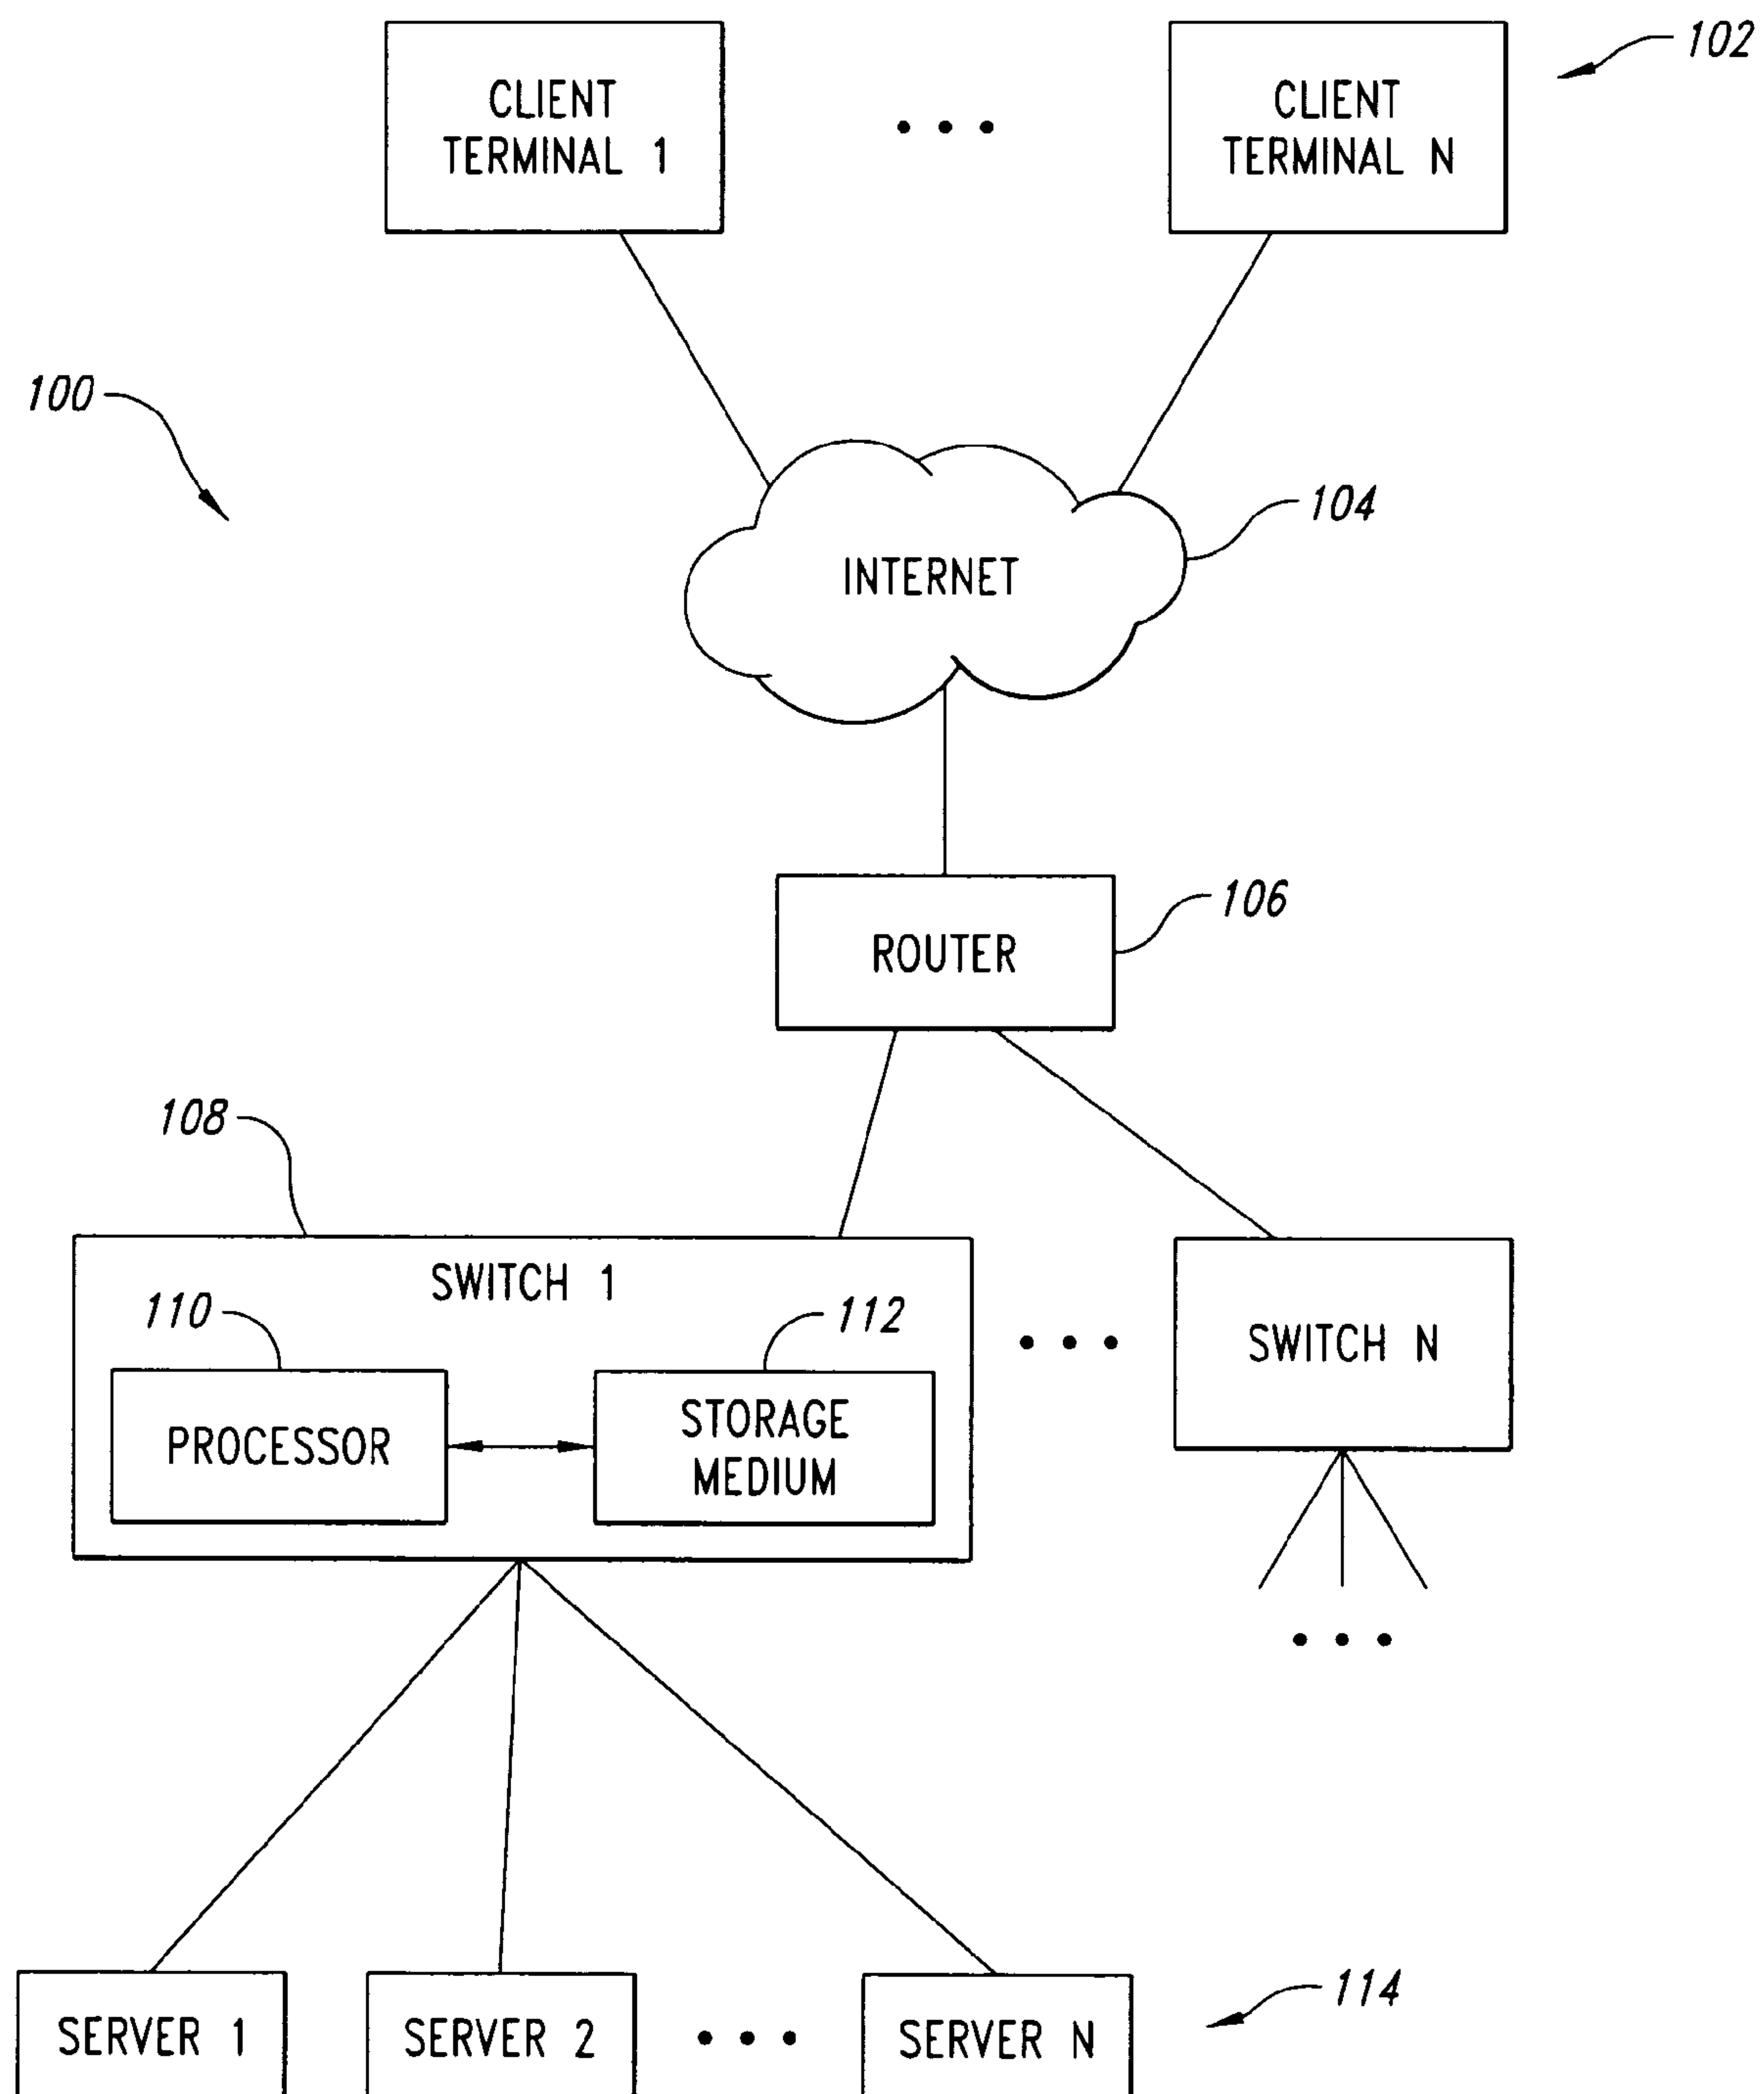 102
CLIENT
TERMINAL 1
CLIENT
TERMINAL N
100
104
INTERNET
106
ROUTER
108
SWITCH 1
110
112
PROCESSOR
STORAGE
MEDIUM
SWITCH N
114
SERVER 1
SERVER 2
SERVER N